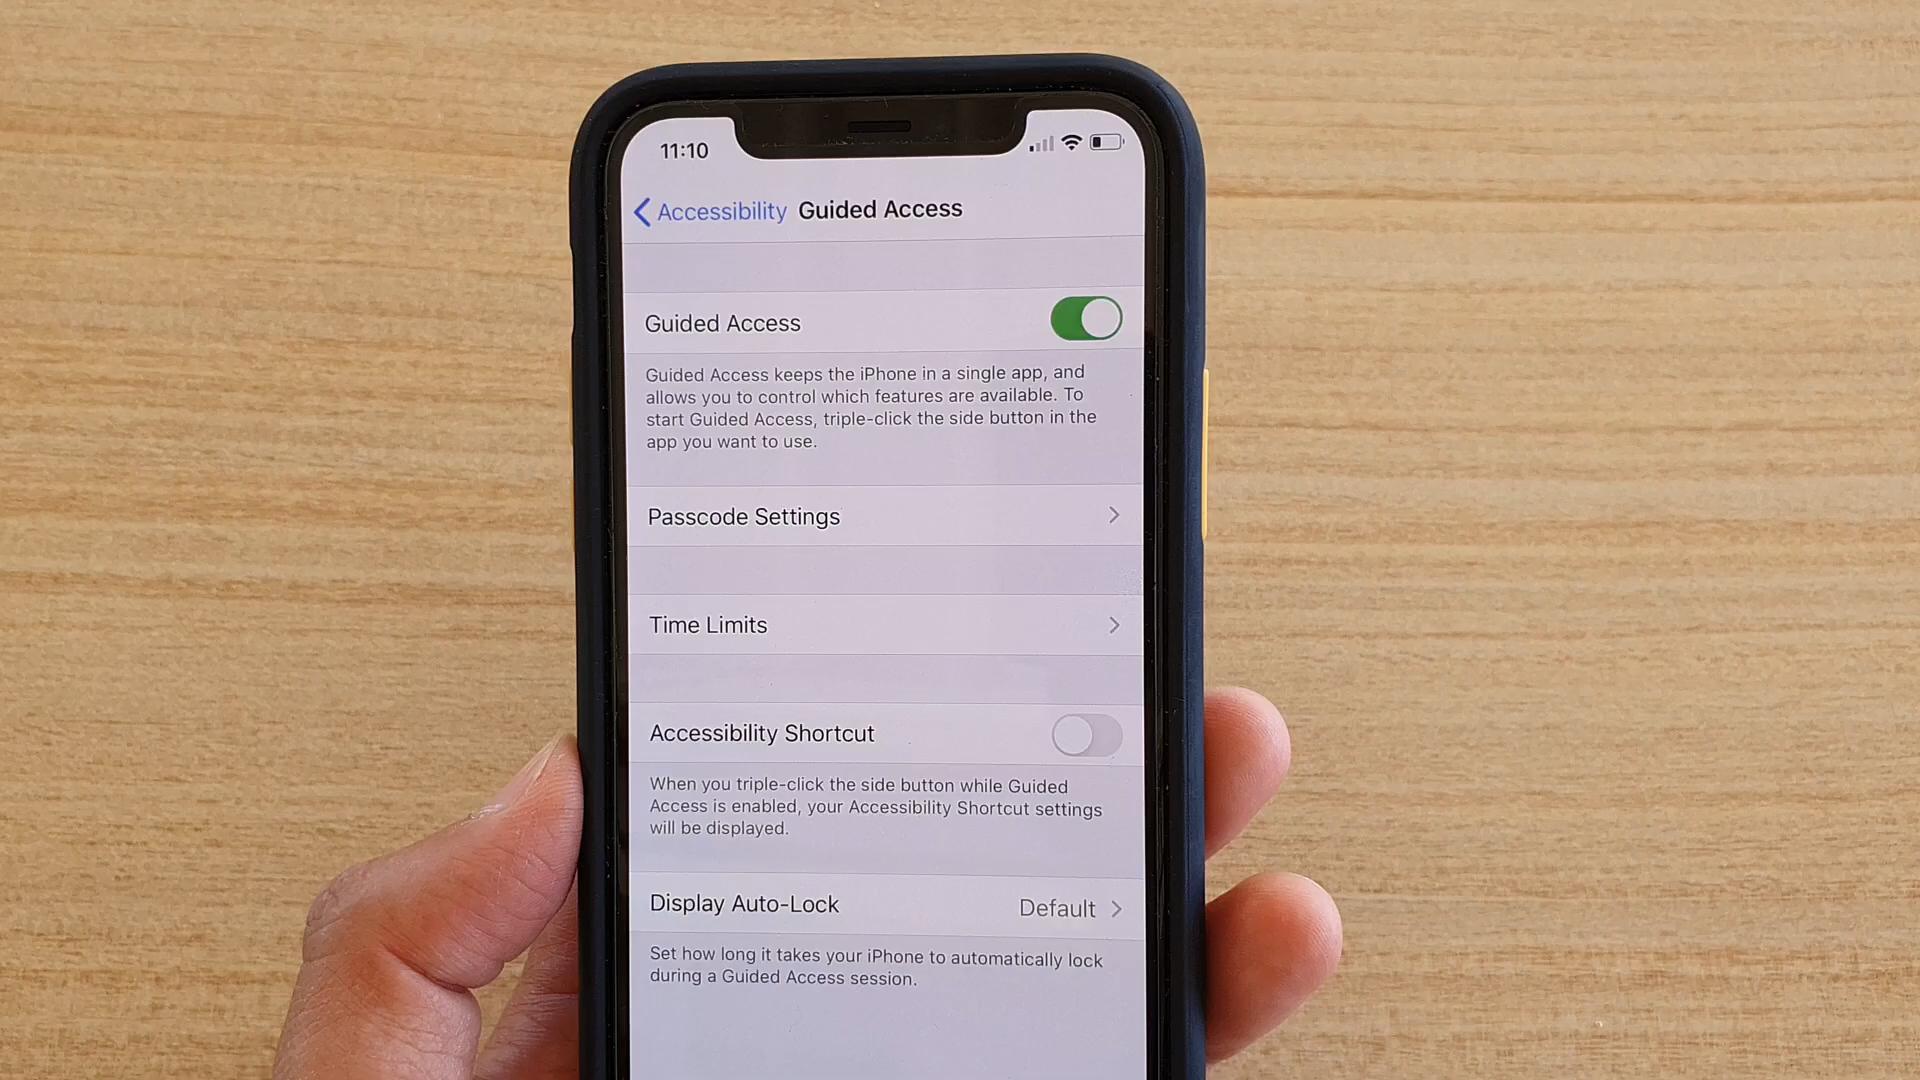 11:10
Accessibility Guided Access
Guided Access
Guided Access keeps the iPhone in a single app, and
allows you to control which features are available. To
start Guided Access, triple-click the side button in the
app you want to use.
Passcode Settings
Time Limits
Accessibility Shortcut
When you triple-click the side button while Guided
Access is enabled, your Accessibility Shortcut settings
will be displayed.
Display Auto-Lock Default
Set how long it takes your iPhone to automatically lock
during a Guided Access session.